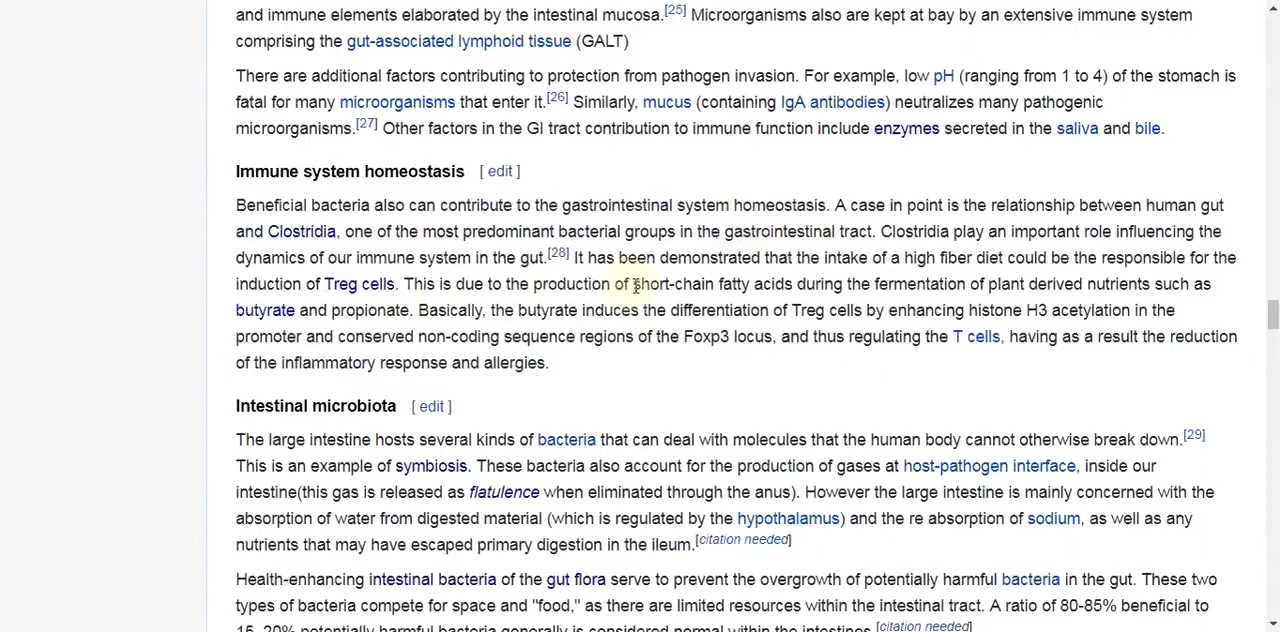 and immune elements elaborated by the intestinal mucosa.[25] Microorganisms also are kept at bay by an extensive immune system
comprising the gut-associated lymphoid tissue (GALT)
There are additional factors contributing to protection from pathogen invasion. For example, low pH (ranging from 1 to 4) of the stomach is
fatal for many microorganisms that enter it.[26] Similarly, mucus (containing IgA antibodies) neutralizes many pathogenic
microorganisms.[27] Other factors in the GI tract contribution to immune function include enzymes secreted in the saliva and bile.
Immune system homeostasis [ edit ]
Beneficial bacteria also can contribute to the gastrointestinal system homeostasis. A case in point is the relationship between human gut
and Clostridia, one of the most predominant bacterial groups in the gastrointestinal tract. Clostridia play an important role influencing the
dynamics of our immune system in the gut.[28] It has been demonstrated that the intake of a high fiber diet could be the responsible for the
induction of Treg cells. This is due to the production of short-chain fatty acids during the fermentation of plant derived nutrients such as
butyrate and propionate. Basically, the butyrate induces the differentiation of Treg cells by enhancing histone H3 acetylation in the
promoter and conserved non-coding sequence regions of the Foxp3 locus, and thus regulating the T cells, having as a result the reduction
of the inflammatory response and allergies.
Intestinal microbiota [ edit ]
The large intestine hosts several kinds of bacteria that can deal with molecules that the human body cannot otherwise break down.[29]
This is an example of symbiosis. These bacteria also account for the production of gases at host-pathogen interface, inside our
intestine(this gas is released as flatulence when eliminated through the anus). However the large intestine is mainly concerned with the
absorption of water from digested material (which is regulated by the hypothalamus) and the re absorption of sodium, as well as any
nutrients that may have escaped primary digestion in the ileum.[citation needed]
Health-enhancing intestinal bacteria of the gut flora serve to prevent the overgrowth of potentially harmful bacteria in the gut. These two
types of bacteria compete for space and "food," as there are limited resources within the intestinal tract. A ratio of 80-85% beneficial to
15–20% potentially harmful bacteria generally is considered normal within the intestines.[citation needed]